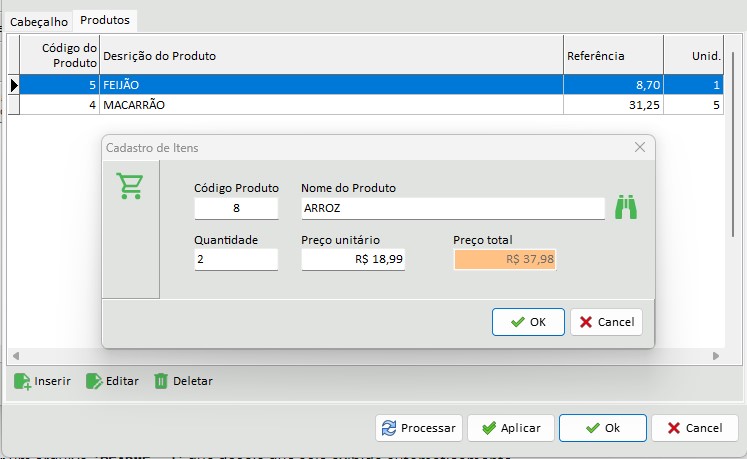 Cabeçalho Produtos
Código do Produto Desrição do Produto Referência Unid.
5 FEIJÃO 8,70 1
4 MACARRÃO 31,25 5
Cadastro de Itens
Código Produto Nome do Produto
8 ARROZ
Quantidade Preço unitário Preço total
2 R$ 18,99 R$ 37,98
OK Cancel
Inserir Editar Deletar
Processar Aplicar Ok Cancel